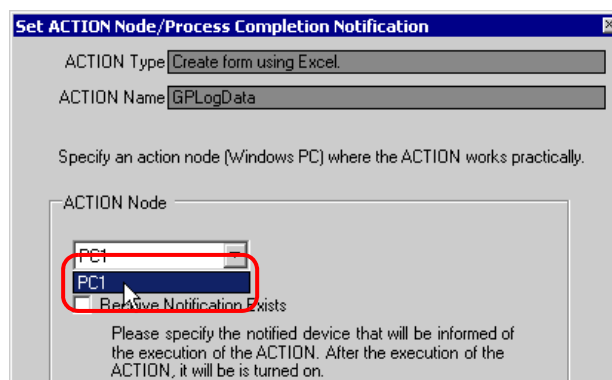 Set ACTION Node/Process Completion Notification
ACTION Type Create form using Excel.
ACTION Name GPLogData
Specify an action node (Windows PC) where the ACTION works practically.
ACTION Node
PC1
PC1
Receive Notification Exists
Please specify the notified device that will be informed of
the execution of the ACTION. After the execution of the
ACTION, it will be is turned on.